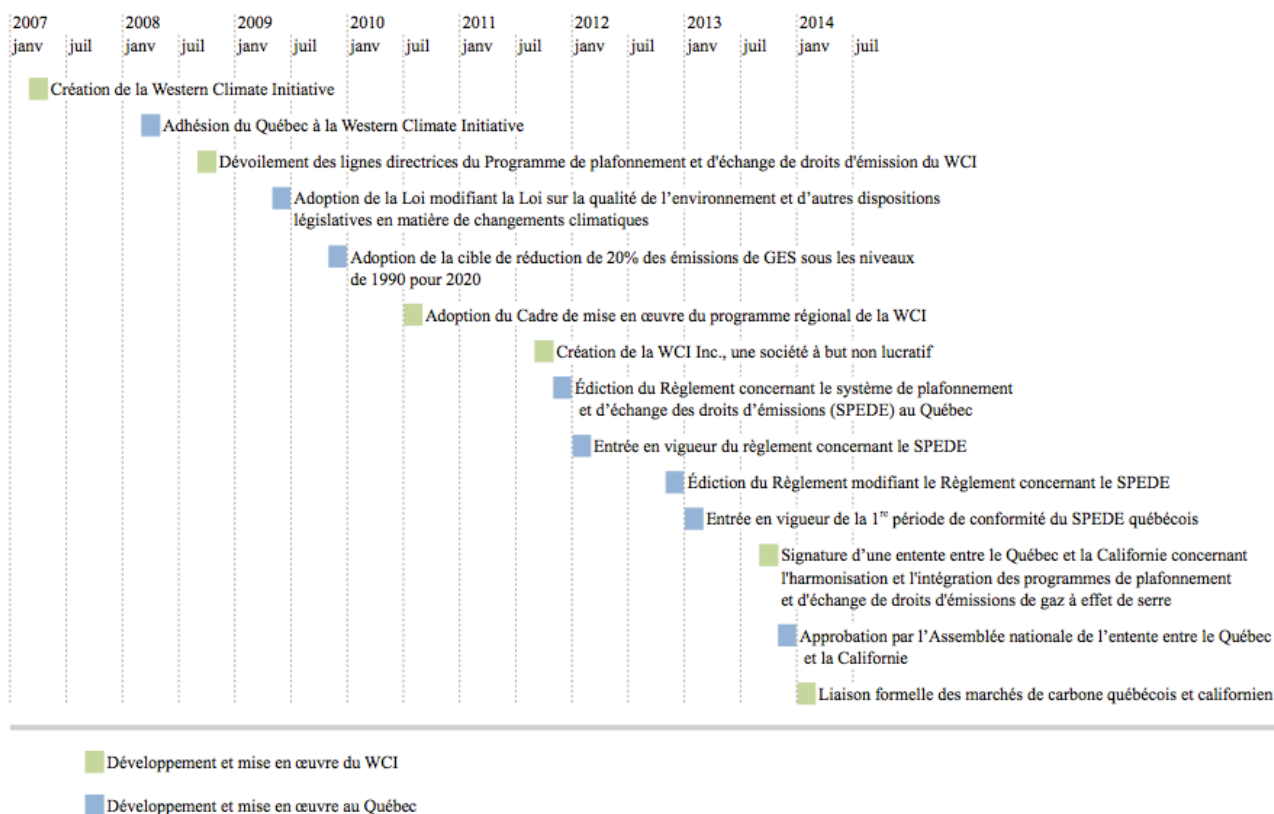 2007 2008 2009 2010 2011 2012 2013 2014
janv juil janv juil janv juil janv juil janv juil janv juil janv juil janv juil
Création de la Western Climate Initiative
Adhésion du Québec à la Western Climate Initiative
Dévoilement des lignes directrices du Programme de plafonnement et d'échange de droits d'émission du WCI
Adoption de la Loi modifiant la Loi sur la qualité de l’environnement et d’autres dispositions
législatives en matière de changements climatiques
Adoption de la cible de réduction de 20% des émissions de GES sous les niveaux
de 1990 pour 2020
Adoption du Cadre de mise en œuvre du programme régional de la WCI
Création de la WCI Inc., une société à but non lucratif
Édiction du Règlement concernant le système de plafonnement
et d’échange des droits d’émissions (SPEDE) au Québec
Entrée en vigueur du règlement concernant le SPEDE
Édiction du Règlement modifiant le Règlement concernant le SPEDE
Entrée en vigueur de la 1re période de conformité du SPEDE québécois
Signature d’une entente entre le Québec et la Californie concernant
l'harmonisation et l'intégration des programmes de plafonnement
et d'échange de droits d'émissions de gaz à effet de serre
Approbation par l’Assemblée nationale de l’entente entre le Québec
et la Californie
Liaison formelle des marchés de carbone québécois et californien
Développement et mise en œuvre du WCI
Développement et mise en œuvre au Québec